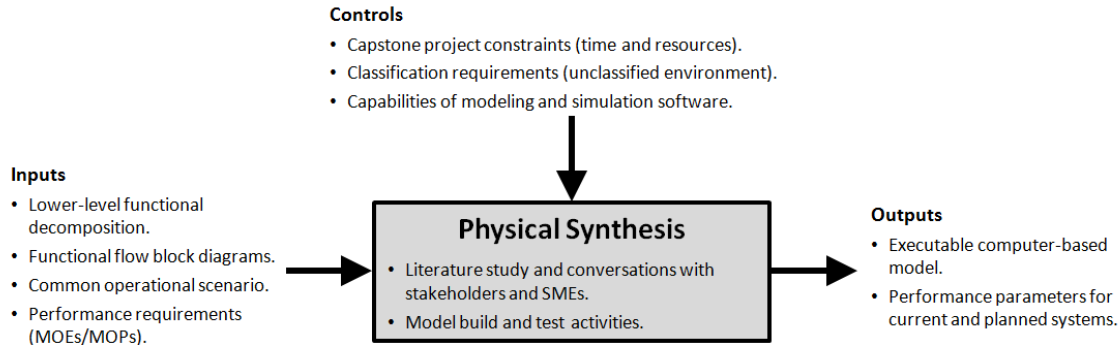 Controls
• Capstone project constraints (time and resources).
• Classification requirements (unclassified environment).
• Capabilities of modeling and simulation software.
Inputs
• Lower-level functional
decomposition.
• Functional flow block diagrams.
• Common operational scenario.
• Performance requirements
(MOEs/MOPs).
Physical Synthesis
• Literature study and conversations with
stakeholders and SMEs.
• Model build and test activities.
Outputs
• Executable computer-based
model.
• Performance parameters for
current and planned systems.